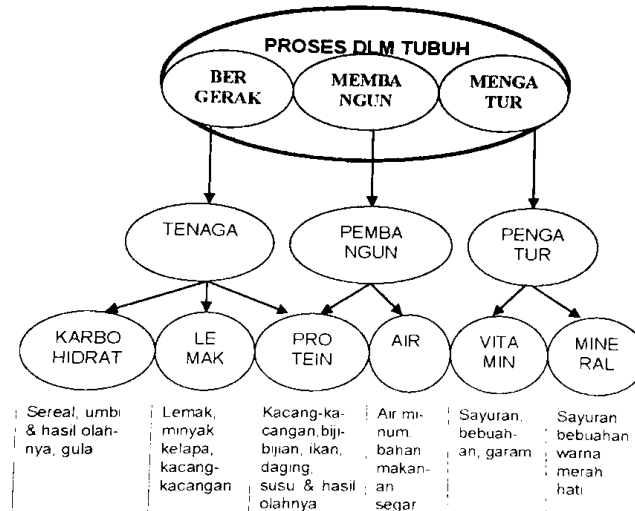 PROSES DLM TUBUH
BER
GERAK
MEMBA
NGUN
MENGA
TUR
TENAGA
PEMBA
NGUN
PENGA
TUR
KARBO
HIDRAT
LE
MAK
PRO
TEIN
AIR
VITA
MIN
MINE
RAL
Sereal, umbi
& hasil olah-
nya, gula
Lemak,
minyak
kelapa,
kacang-
kacangan
Kacang-ka-
cangan,biji-
bijian, ikan,
daging,
susu & hasil
olahnya
Air mi-
num,
bahan
makan-
an
segar
Sayuran,
bebuah-
an, garam
Sayuran
bebuahan
warna
merah
hati